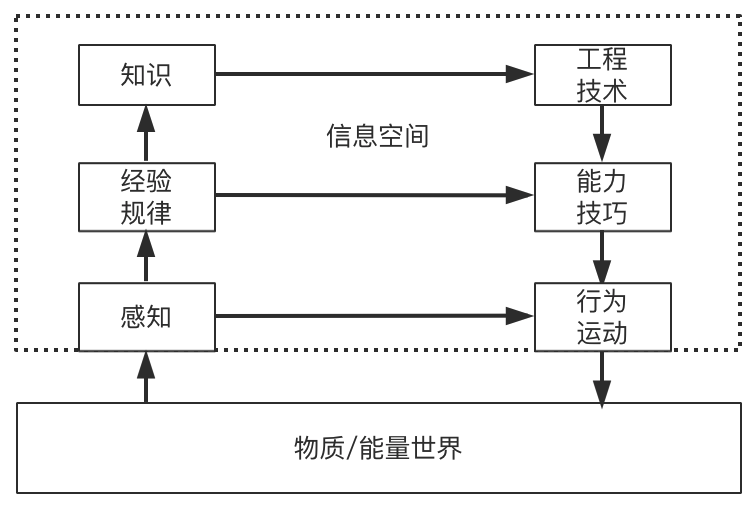 知识
工程
技术
信息空间
经验
规律
能力
技巧
感知
行为
运动
物质/能量世界